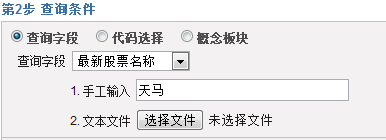 第2步 查询条件
查询字段 代码选择 概念板块
查询字段 最新股票名称
1. 手工输入 天马
2. 文本文件 选择文件 未选择文件